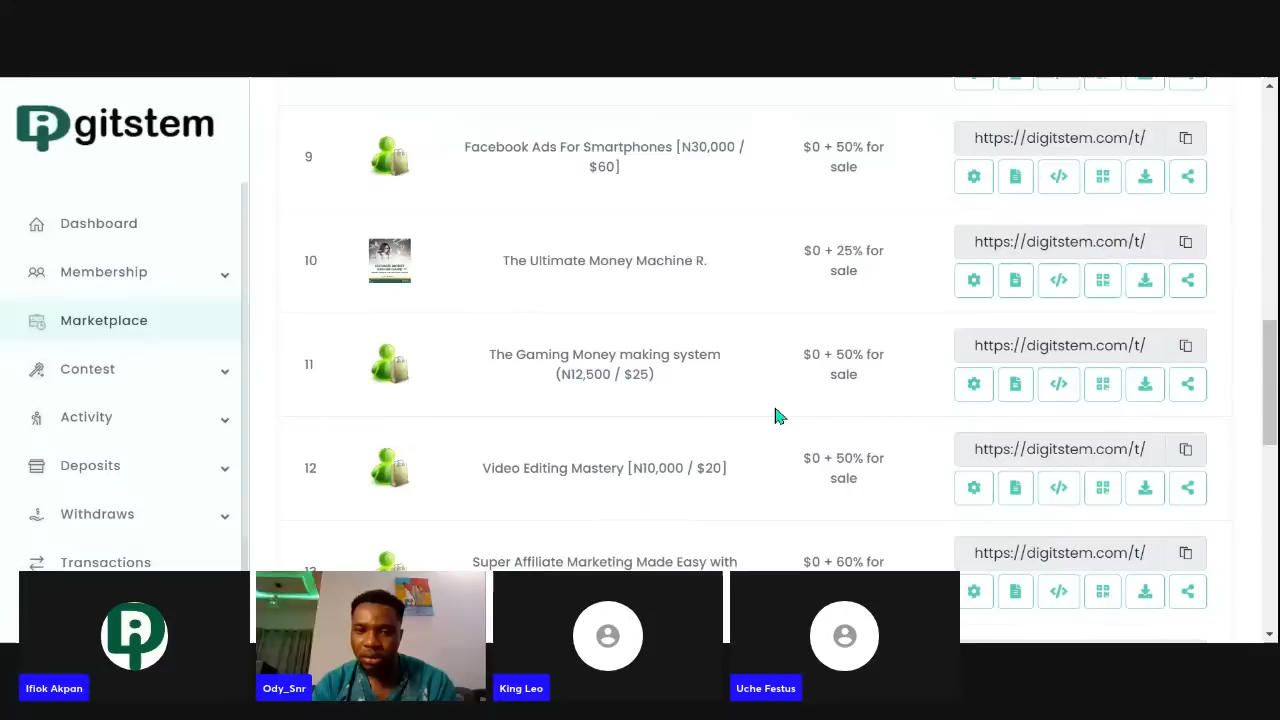 Digitstem
Dashboard
Membership
Marketplace
Contest
Activity
Deposits
Withdraws
Transactions
9
Facebook Ads For Smartphones [N30,000 /
$60]
$0 + 50% for
sale
https://digitstem.com/t/
10
The Ultimate Money Machine R.
$0 + 25% for
sale
https://digitstem.com/t/
11
The Gaming Money making system
(N12,500 / $25)
$0 + 50% for
sale
https://digitstem.com/t/
12
Video Editing Mastery [N10,000 / $20]
$0 + 50% for
sale
https://digitstem.com/t/
13
Super Affiliate Marketing Made Easy with
$0 + 60% for
https://digitstem.com/t/
Ifiok Akpan
Ody_Snr
King Leo
Uche Festus